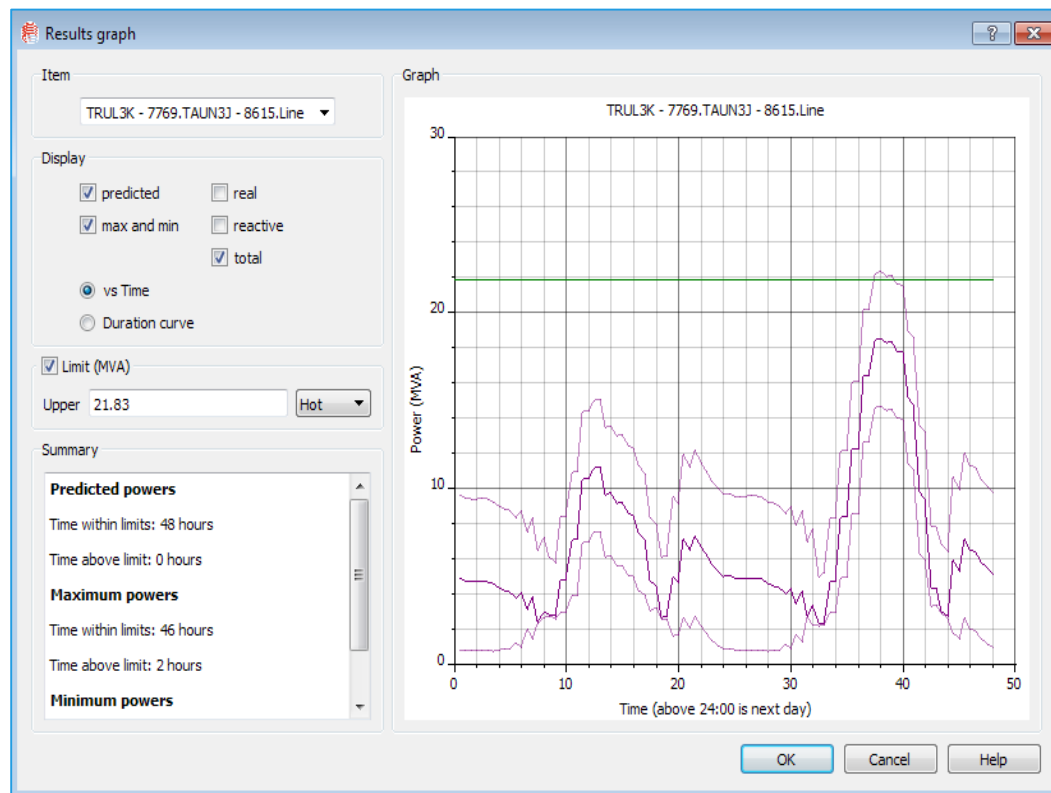 Results graph
Item
TRUL3K - 7769.TAUN3J - 8615.Line
Display
predicted
real
max and min
reactive
total
vs Time
Duration curve
Limit (MVA)
Upper 21.83 Hot
Summary
Predicted powers
Time within limits: 48 hours
Time above limit: 0 hours
Maximum powers
Time within limits: 46 hours
Time above limit: 2 hours
Minimum powers
Graph
TRUL3K - 7769.TAUN3J - 8615.Line
30
20
10
0
Power (MVA)
0 10 20 30 40 50
Time (above 24:00 is next day)
OK Cancel Help